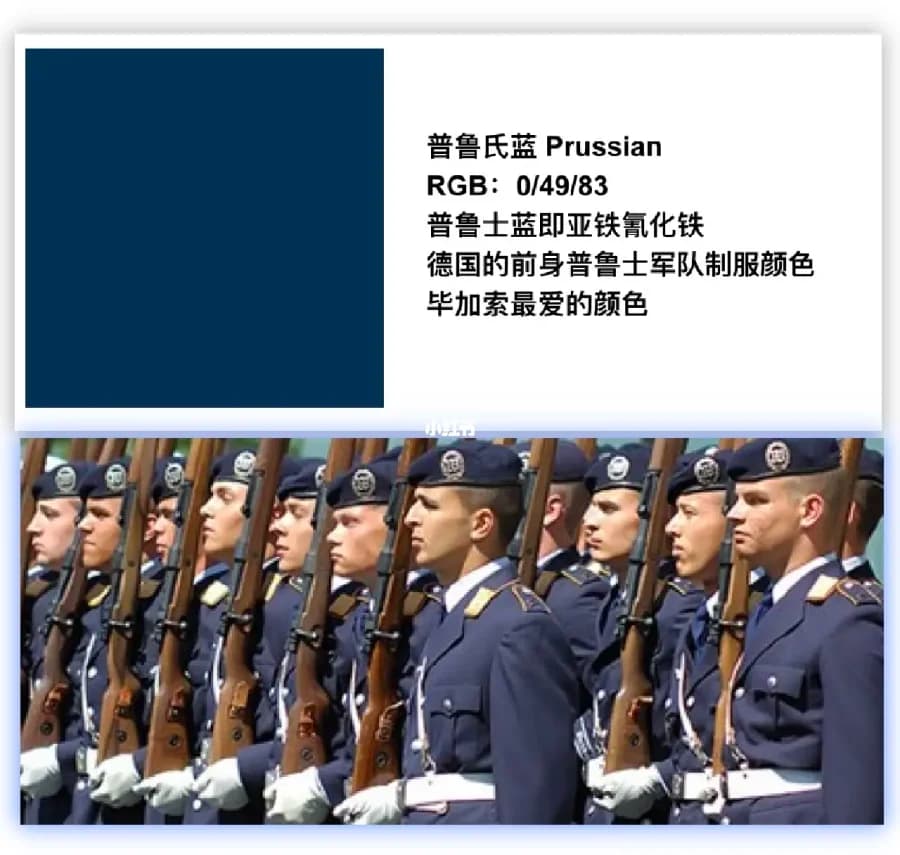 普鲁氏蓝 Prussian
RGB：0/49/83
普鲁士蓝即亚铁氰化铁
德国的前身普鲁士军队制服颜色
毕加索最爱的颜色
小红书